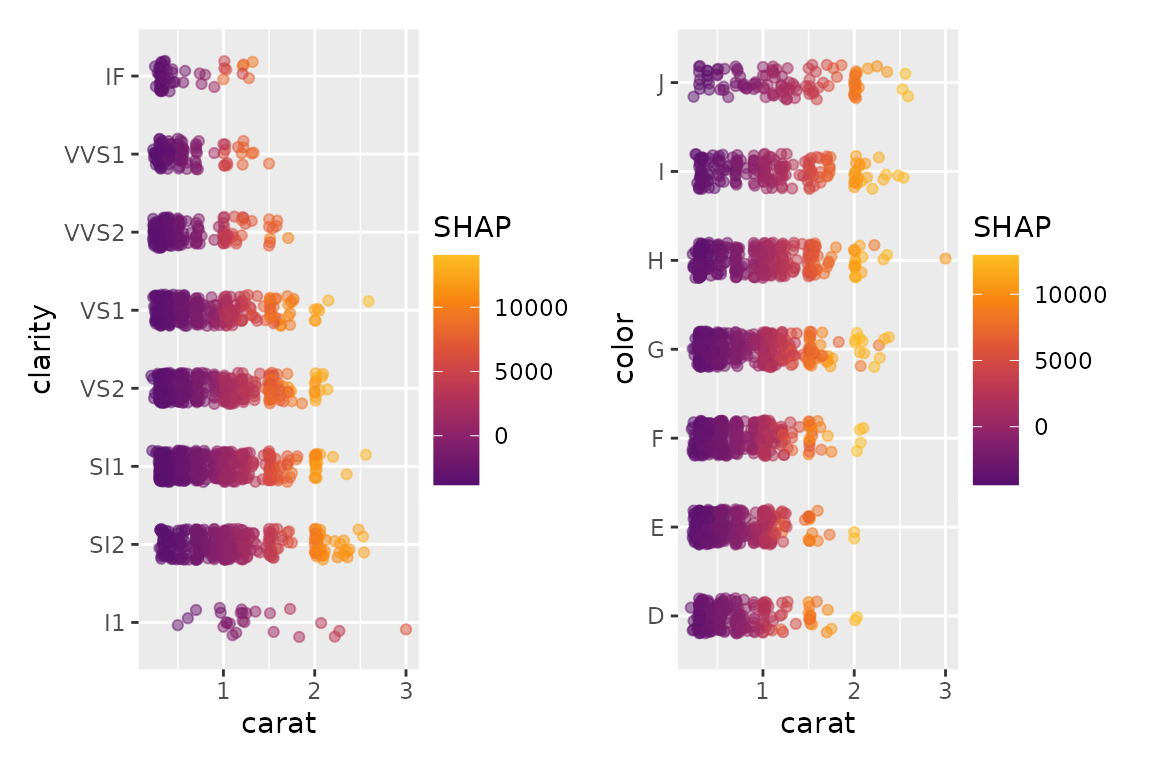 clarity
IF
VVS1
VVS2
VS1
VS2
SI1
SI2
I1
1 2 3
carat
SHAP
10000
5000
0
color
J
I
H
G
F
E
D
1 2 3
carat
SHAP
10000
5000
0